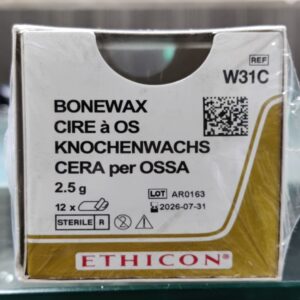 REF
W31C
BONEWAX
CIRE à OS
KNOCHENWACHS
CERA per OSSA
2.5 g
LOT AR0163
2026-07-31
12 x
STERILE R
ETHICON®